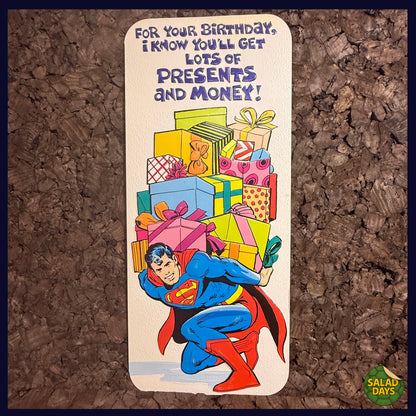 FOR YOUR BIRTHDAY,
i KNOW YOU'LL GET
LOTS OF
PRESENTS
AND MONEY!
S
SALAD
DAYS